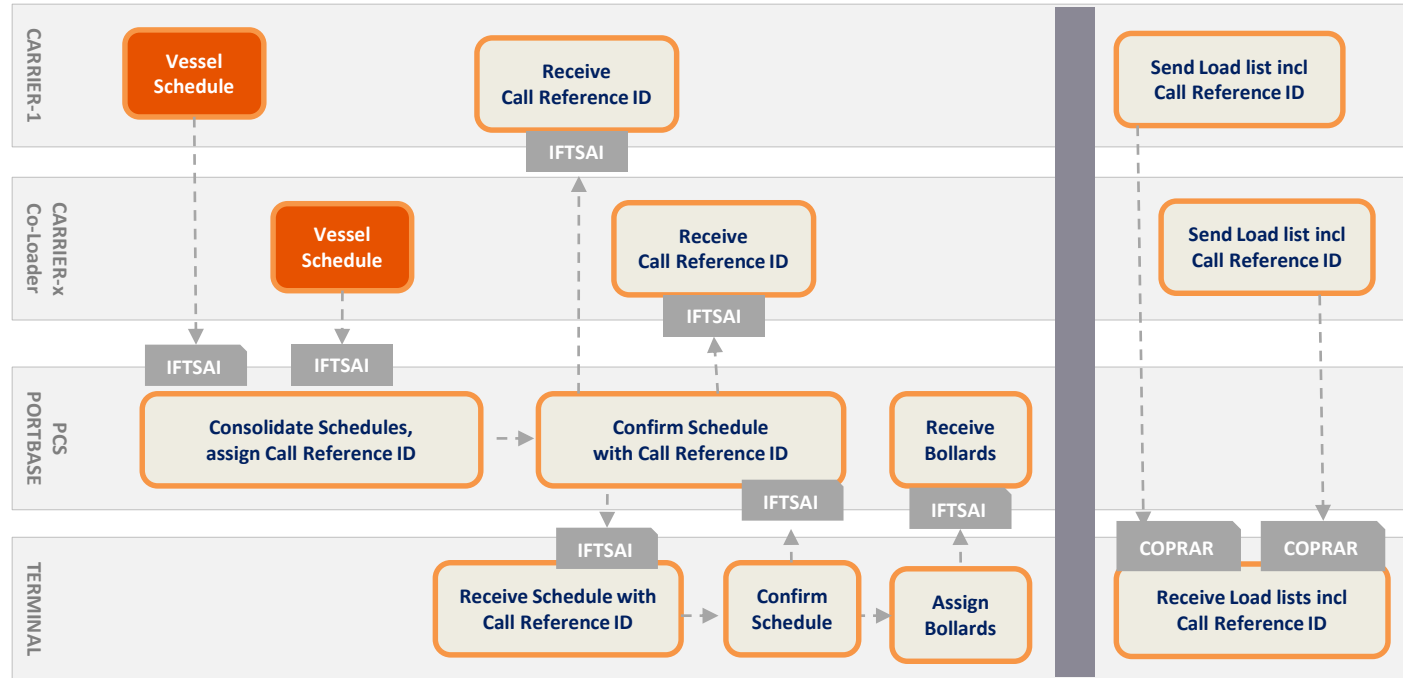 CARRIER-1
Vessel
Schedule
Receive
Call Reference ID
IFTSAI
Send Load list incl
Call Reference ID
CARRIER-x
Co-Loader
Vessel
Schedule
Receive
Call Reference ID
IFTSAI
Send Load list incl
Call Reference ID
PCS
PORTBASE
IFTSAI
IFTSAI
Consolidate Schedules,
assign Call Reference ID
Confirm Schedule
with Call Reference ID
IFTSAI
Receive
Bollards
IFTSAI
TERMINAL
IFTSAI
Receive Schedule with
Call Reference ID
Confirm
Schedule
Assign
Bollards
COPRAR
COPRAR
Receive Load lists incl
Call Reference ID